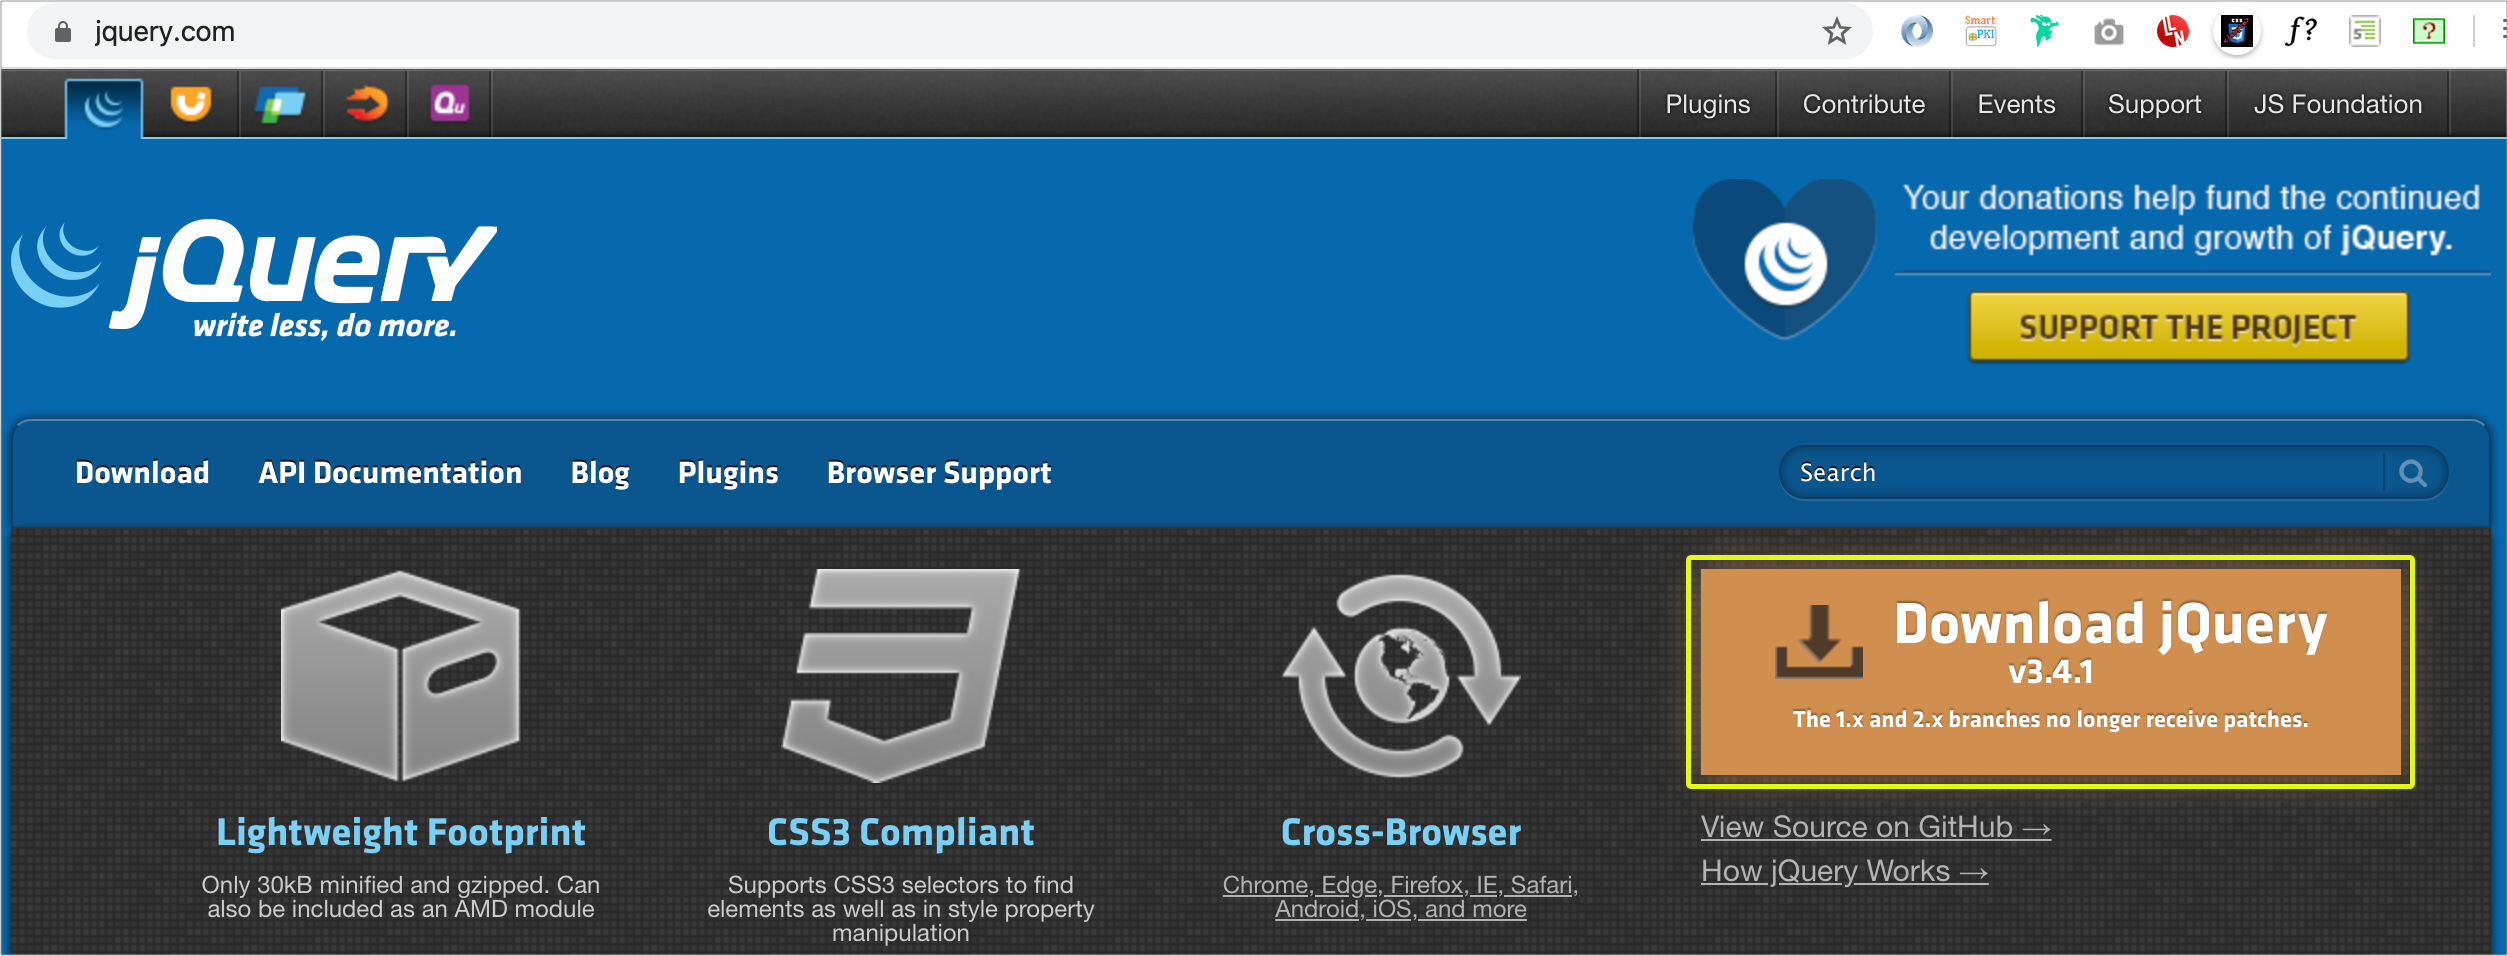 jquery.com
Smart
PKI
LN
CSS
f?
5
?
Qu
Plugins
Contribute
Events
Support
JS Foundation
jQuery
write less, do more.
Your donations help fund the continued
development and growth of jQuery.
SUPPORT THE PROJECT
Download
API Documentation
Blog
Plugins
Browser Support
Search
Download jQuery
v3.4.1
The 1.x and 2.x branches no longer receive patches.
Lightweight Footprint
Only 30kB minified and gzipped. Can
also be included as an AMD module
CSS3 Compliant
Supports CSS3 selectors to find
elements as well as in style property
manipulation
Cross-Browser
Chrome, Edge, Firefox, IE, Safari,
Android, iOS, and more
View Source on GitHub →
How jQuery Works →